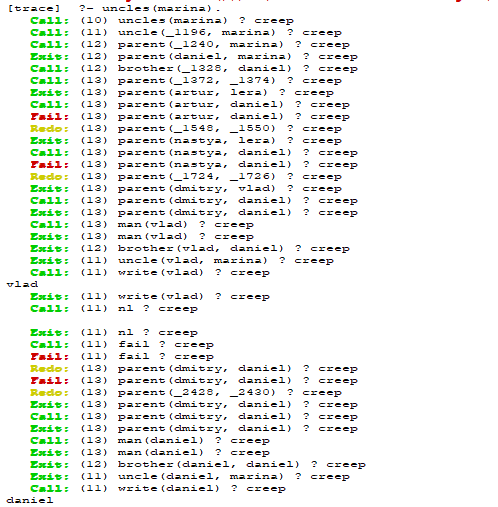 [trace]  ?- uncles(marina).
Call: (10) uncles(marina) ? creep
Call: (11) uncle(_1196, marina) ? creep
Call: (12) parent(_1240, marina) ? creep
Exit: (12) parent(daniel, marina) ? creep
Call: (12) brother(_1328, daniel) ? creep
Call: (13) parent(_1372, _1374) ? creep
Exit: (13) parent(artur, lera) ? creep
Call: (13) parent(artur, daniel) ? creep
Fail: (13) parent(artur, daniel) ? creep
Redo: (13) parent(_1548, _1550) ? creep
Exit: (13) parent(nastya, lera) ? creep
Call: (13) parent(nastya, daniel) ? creep
Fail: (13) parent(nastya, daniel) ? creep
Redo: (13) parent(_1724, _1726) ? creep
Exit: (13) parent(dmitry, vlad) ? creep
Call: (13) parent(dmitry, daniel) ? creep
Exit: (13) parent(dmitry, daniel) ? creep
Call: (13) man(vlad) ? creep
Exit: (13) man(vlad) ? creep
Exit: (12) brother(vlad, daniel) ? creep
Exit: (11) uncle(vlad, marina) ? creep
Call: (11) write(vlad) ? creep
vlad
Exit: (11) write(vlad) ? creep
Call: (11) nl ? creep
Exit: (11) nl ? creep
Call: (11) fail ? creep
Fail: (11) fail ? creep
Redo: (13) parent(dmitry, daniel) ? creep
Fail: (13) parent(dmitry, daniel) ? creep
Redo: (13) parent(_2428, _2430) ? creep
Exit: (13) parent(dmitry, daniel) ? creep
Call: (13) parent(dmitry, daniel) ? creep
Exit: (13) parent(dmitry, daniel) ? creep
Call: (13) man(daniel) ? creep
Exit: (13) man(daniel) ? creep
Exit: (12) brother(daniel, daniel) ? creep
Exit: (11) uncle(daniel, marina) ? creep
Call: (11) write(daniel) ? creep
daniel